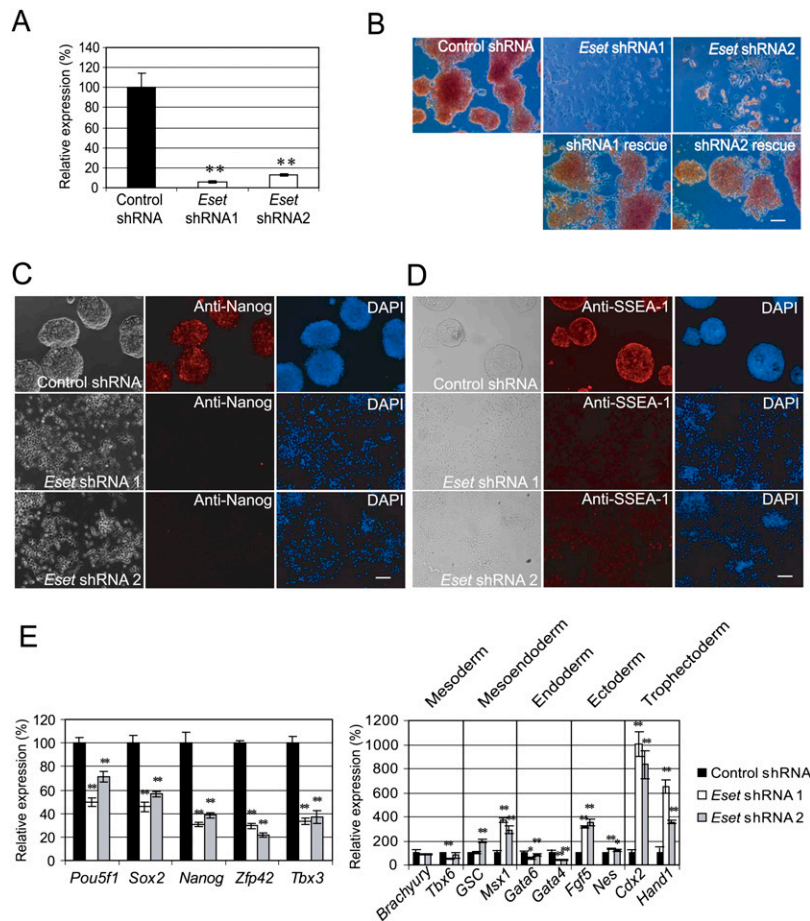 A
Relative expression (%)
140
120
100
80
60
40
20
0
**
**
Control
shRNA
Eset
shRNA1
Eset
shRNA2
B
Control shRNA
Eset shRNA1
Eset shRNA2
shRNA1 rescue
shRNA2 rescue
C
Control shRNA
Anti-Nanog
DAPI
Eset shRNA 1
Anti-Nanog
DAPI
Eset shRNA 2
Anti-Nanog
DAPI
D
Control shRNA
Anti-SSEA-1
DAPI
Eset shRNA 1
Anti-SSEA-1
DAPI
Eset shRNA 2
Anti-SSEA-1
DAPI
E
Relative expression (%)
120
100
80
60
40
20
0
** ** ** ** ** ** ** ** ** **
Pou5f1
Sox2
Nanog
Zfp42
Tbx3
Mesoderm
Mesoendoderm
Endoderm
Ectoderm
Trophectoderm
Relative expression (%)
1200
1000
800
600
400
200
0
Brachyury
Tbx6
GSC
Msx1
Gata6
Gata4
Fgf5
Nes
Cdx2
Hand1
Control shRNA
Eset shRNA 1
Eset shRNA 2